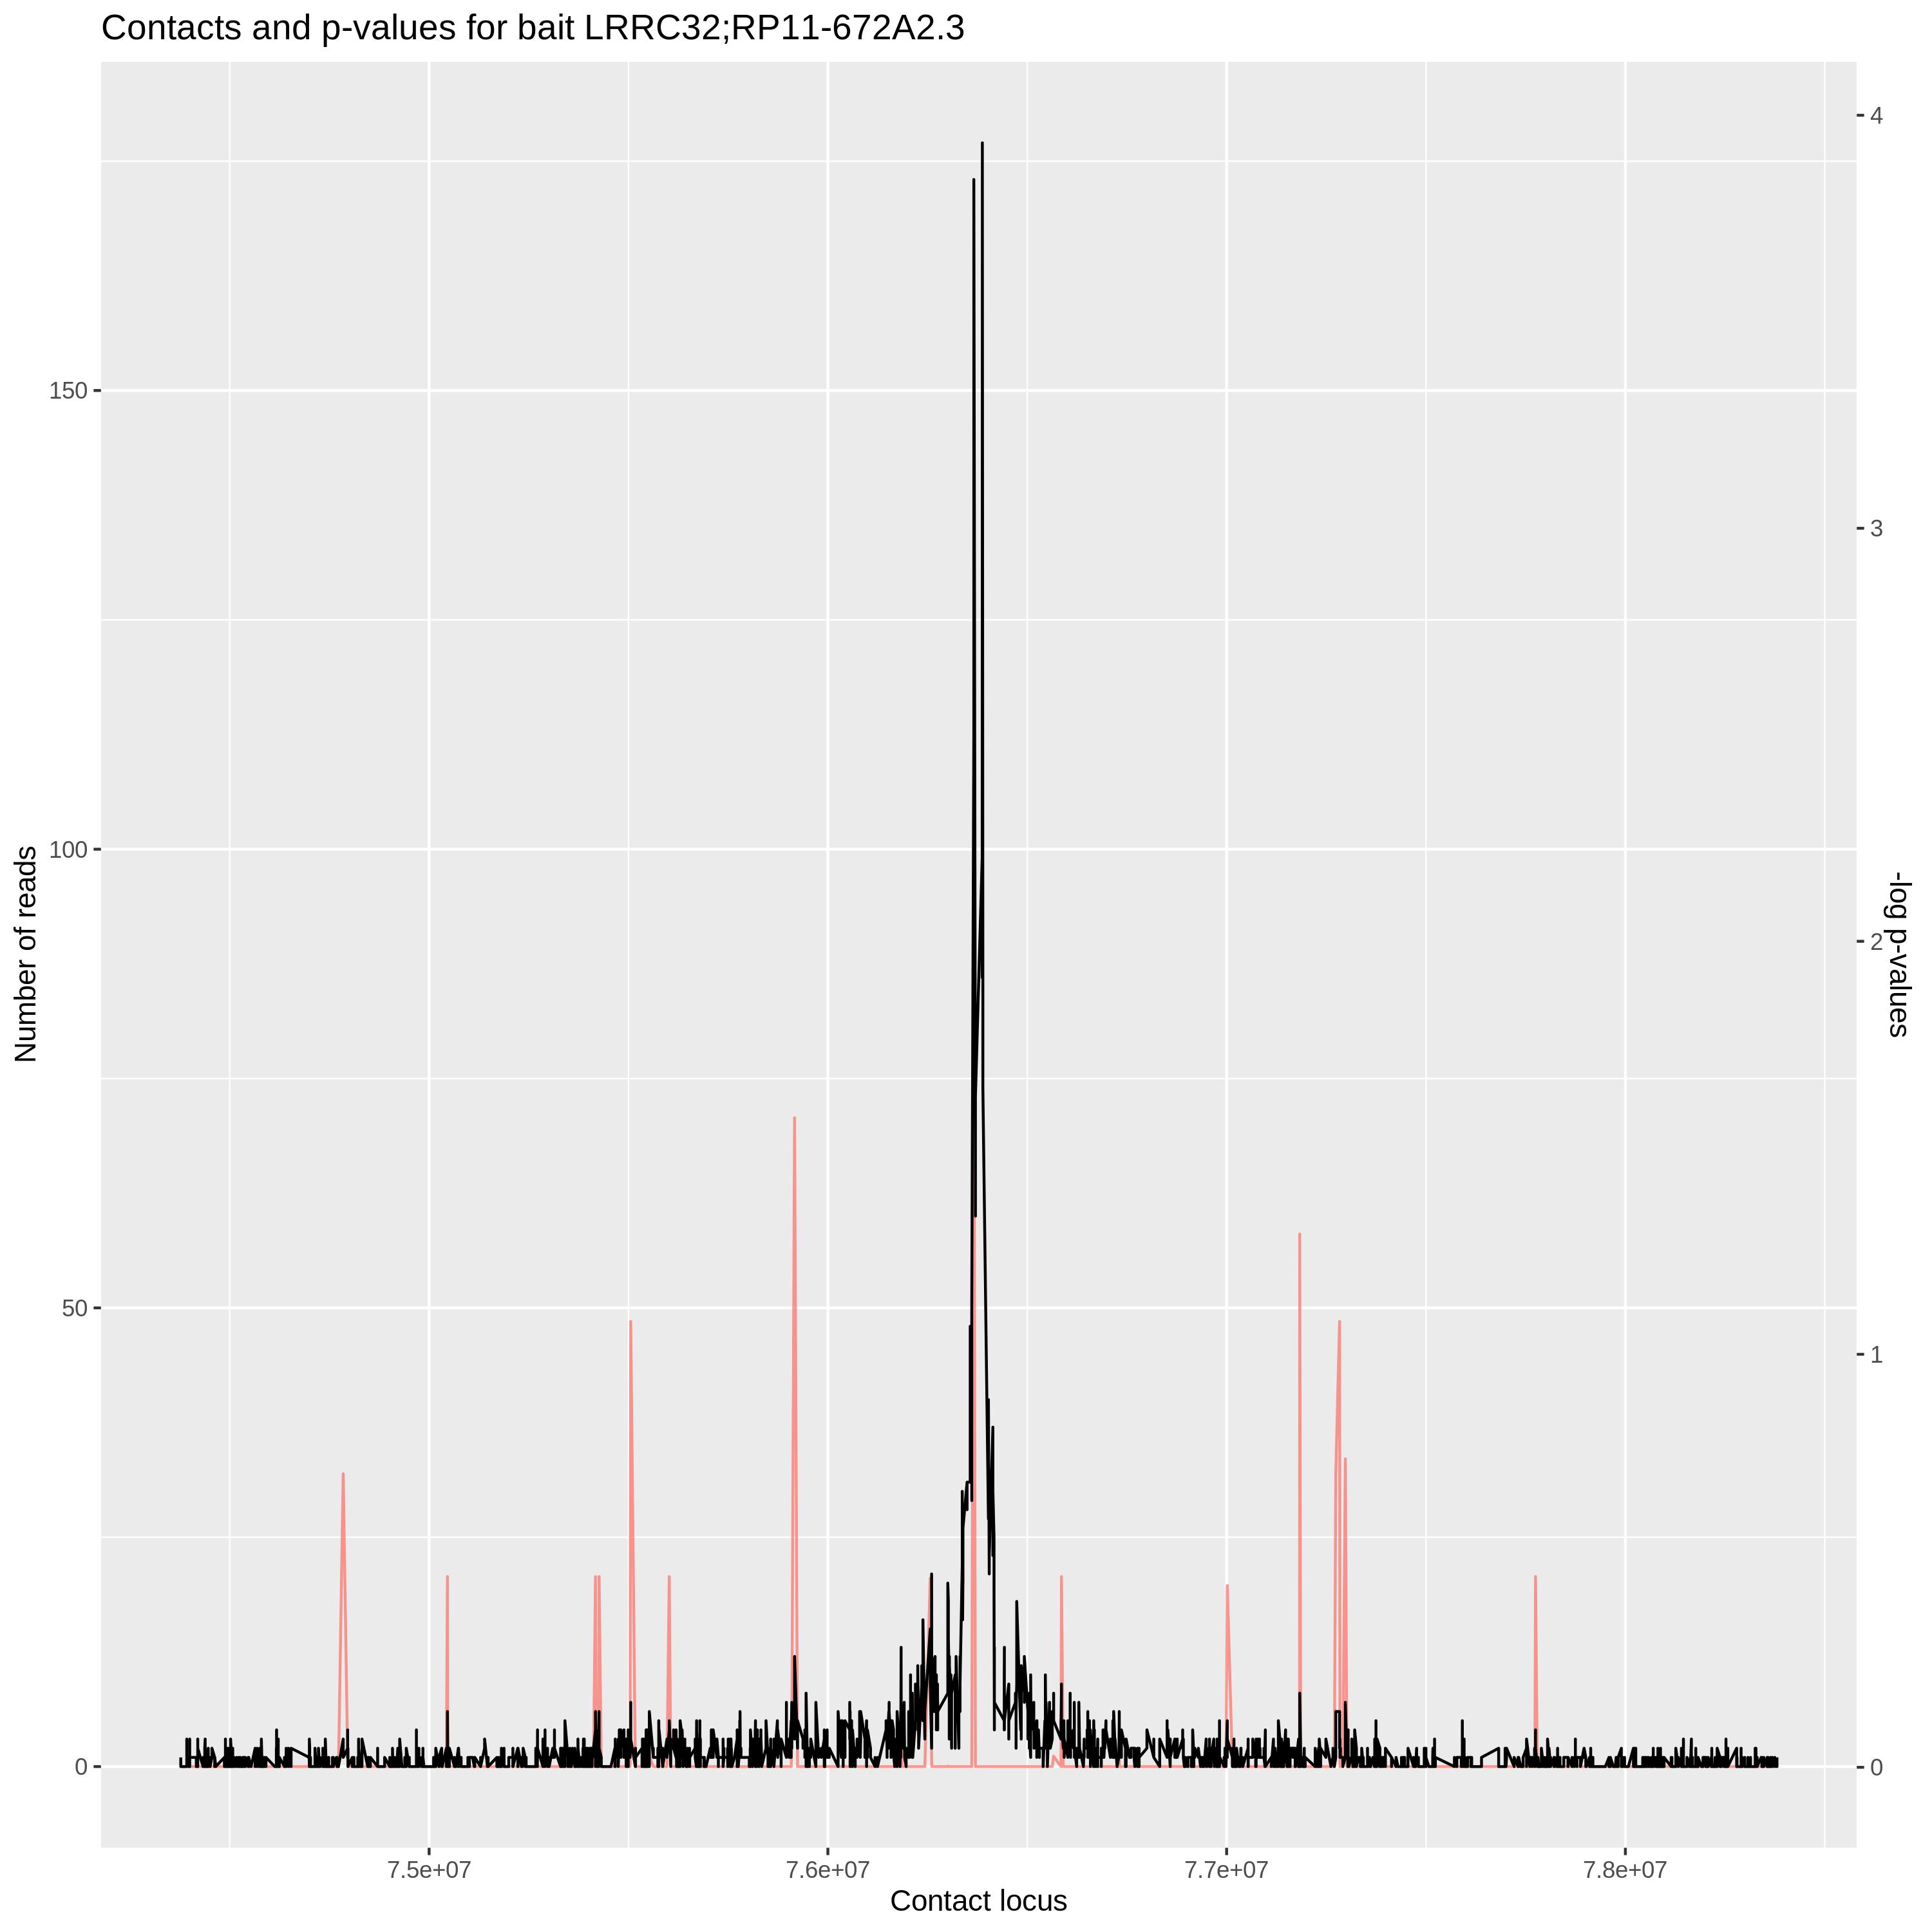 Contacts and p-values for bait LRRC32;RP11-672A2.3
Number of reads
150
100
50
0
4
3
2
1
0
-log p-values
7.5e+07
7.6e+07
7.7e+07
7.8e+07
Contact locus